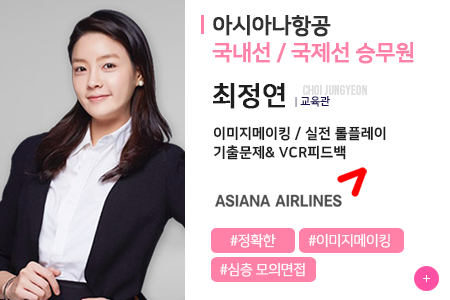 아시아나항공
국내선 / 국제선 승무원
최정연 | 교육관 CHOI JUNGYEON
이미지메이킹 / 실전 롤플레이
기출문제& VCR피드백
ASIANA AIRLINES
#정확한 #이미지메이킹
#심층 모의면접
+